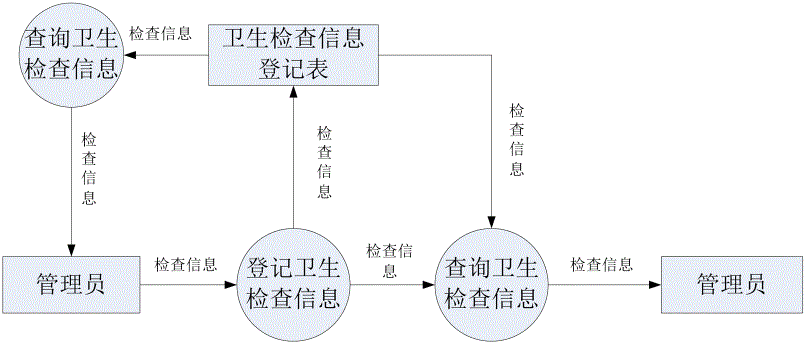 查询卫生
检查信息
检查信息
卫生检查信息
登记表
检
查
信
息
检
查
信
息
检
查
信
息
管理员
检查信息
登记卫生
检查信息
检查信
息
查询卫生
检查信息
检查信息
管理员